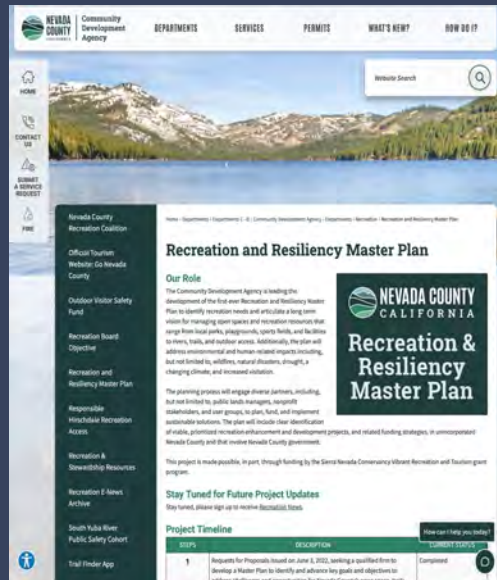 NEVADA
COUNTY
CALIFORNIA
Community
Development
Agency
DEPARTMENTS
SERVICES
PERMITS
WHAT'S NEW?
HOW DO I?
Website Search
HOME
CONTACT
US
SUBMIT
A SERVICE
REQUEST
FIRE
Nevada County
Recreation Coalition
Official Tourism
Website: Go Nevada
County
Outdoor Visitor Safety
Fund
Recreation Board
Objective
Recreation and
Resiliency Master Plan
Responsible
Hirschdale Recreation
Access
Recreation &
Stewardship Resources
Recreation E-News
Archive
South Yuba River
Public Safety Cohort
Trail Finder App
Home › Departments › Departments A - D › Community Development Agency › Departments › Recreation › Recreation and Resiliency Master Plan
Recreation and Resiliency Master Plan
Our Role
The Community Development Agency is leading the
development of the first-ever Recreation and Resiliency Master
Plan to identify recreation needs and articulate a long term
vision for managing open spaces and recreation resources that
range from local parks, playgrounds, sports fields, and facilities
to rivers, trails, and outdoor access. Additionally, the plan will
address environmental and human-related impacts including,
but not limited to, wildfires, natural disasters, drought, a
changing climate, and increased visitation.
NEVADA COUNTY
CALIFORNIA
Recreation &
Resiliency
Master Plan
The planning process will engage diverse partners, including,
but not limited to, public lands managers, nonprofit
stakeholders, and user groups, to plan, fund, and implement
sustainable solutions. The plan will include clear identification
of viable, prioritized recreation enhancement and development projects, and related funding strategies, in unincorporated
Nevada County and that involve Nevada County government.
This project is made possible, in part, through funding by the Sierra Nevada Conservancy Vibrant Recreation and Tourism grant
program.
Stay Tuned for Future Project Updates
Stay tuned, please sign up to receive Recreation News.
Project Timeline
How can I help you today?
STEPS
DESCRIPTION
CURRENT STATUS
1
Requests for Proposals issued on June 3, 2022, seeking a qualified firm to
develop a Master Plan to identify and advance key goals and objectives to
Completed